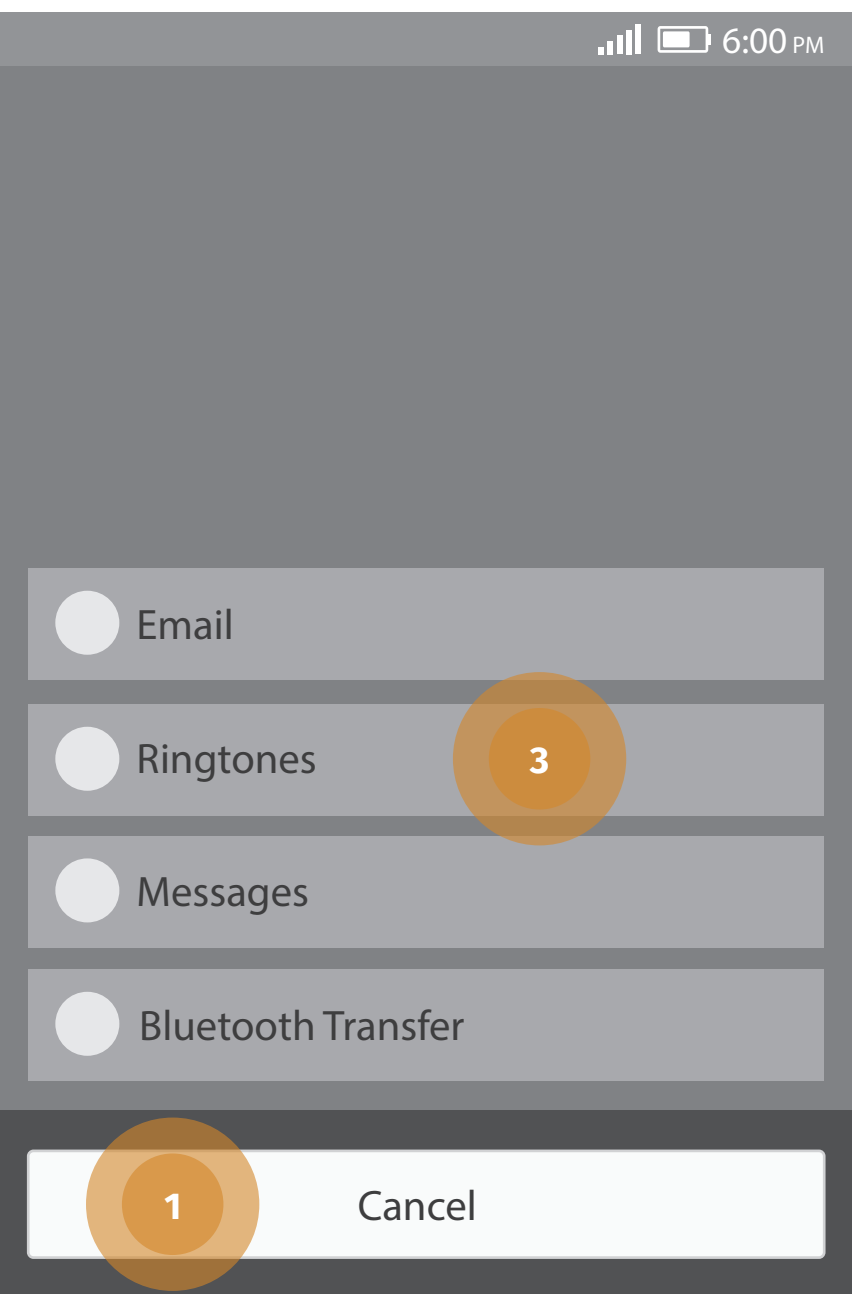 6:00 PM
Email
Ringtones 3
Messages
Bluetooth Transfer
1 Cancel